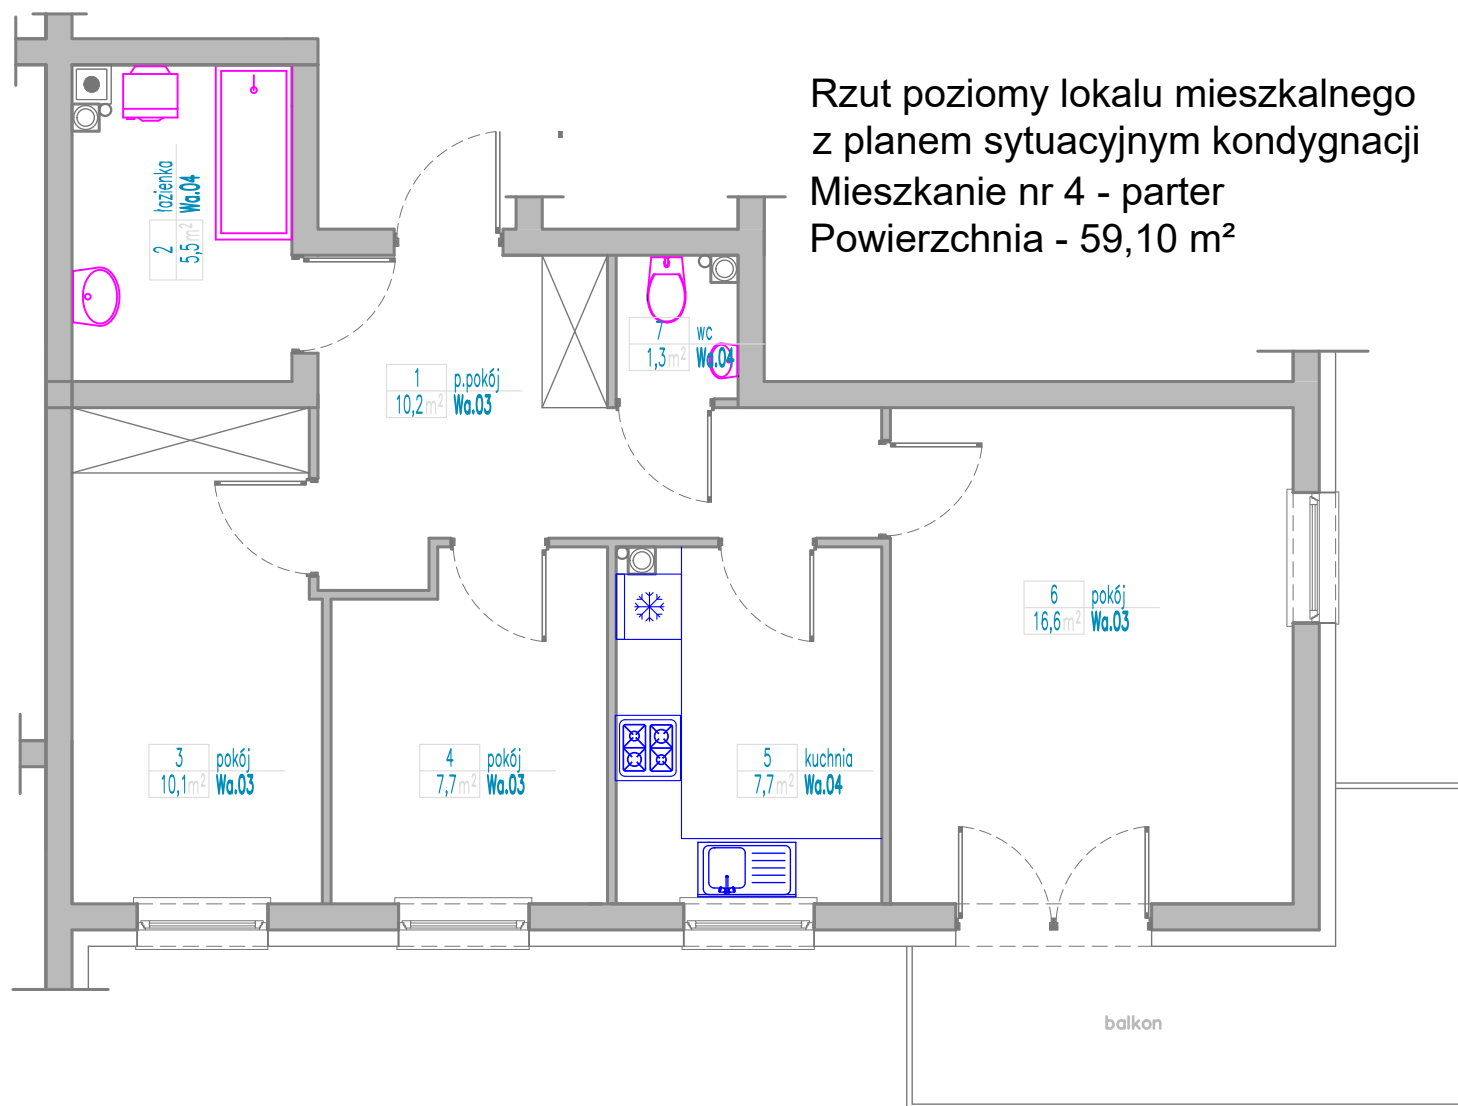 Rzut poziomy lokalu mieszkalnego
z planem sytuacyjnym kondygnacji
Mieszkanie nr 4 - parter
Powierzchnia - 59,10 m²
2 łazienka
5,5m² Wa.04
7 wc
1,3m² Wa.04
1 p.pokój
10,2m² Wa.03
6 pokój
16,6m² Wa.03
3 pokój
10,1m² Wa.03
4 pokój
7,7m² Wa.03
5 kuchnia
7,7m² Wa.04
balkon